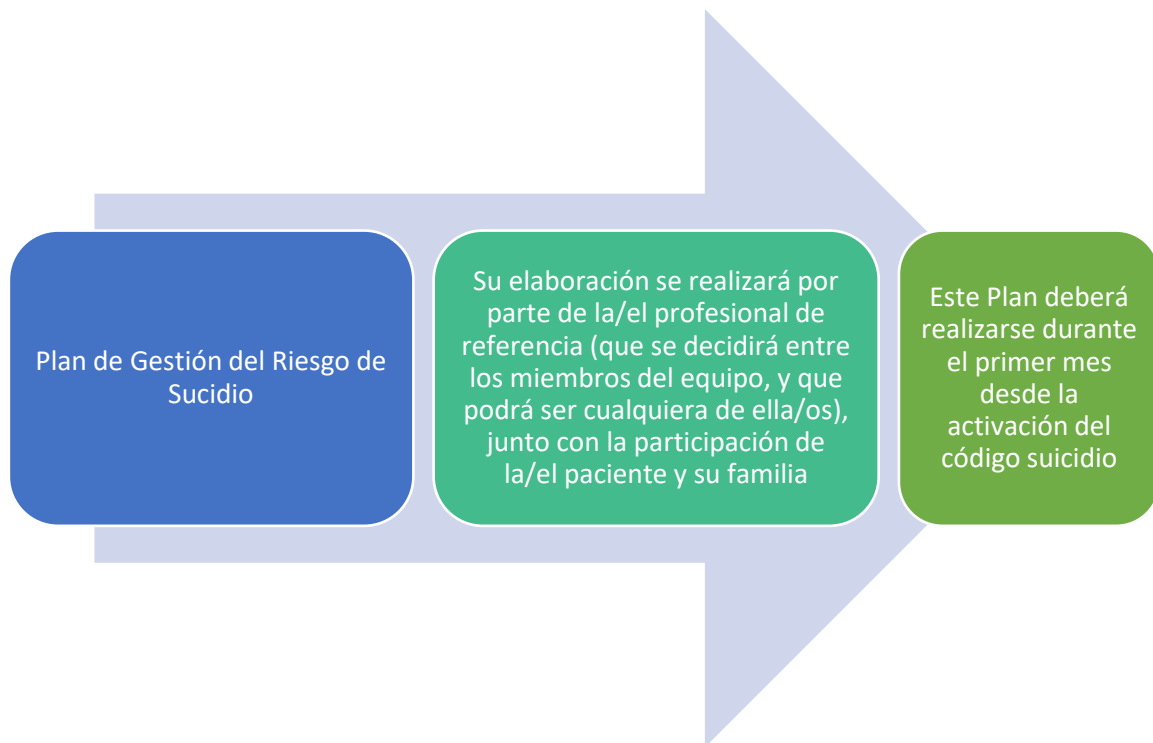 Plan de Gestión del Riesgo de
Sucidio
Su elaboración se realizará por
parte de la/el profesional de
referencia (que se decidirá entre
los miembros del equipo, y que
podrá ser cualquiera de ella/os),
junto con la participación de
la/el paciente y su familia
Este Plan deberá
realizarse durante
el primer mes
desde la
activación del
código suicidio